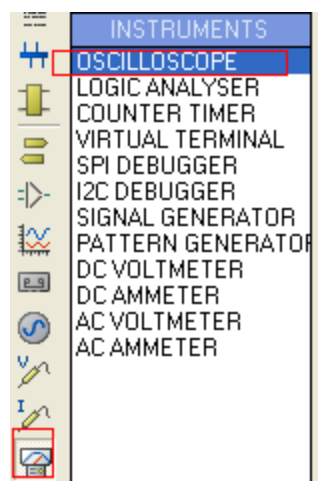 INSTRUMENTS
OSCILLOSCOPE
LOGIC ANALYSER
COUNTER TIMER
VIRTUAL TERMINAL
SPI DEBUGGER
I2C DEBUGGER
SIGNAL GENERATOR
PATTERN GENERATOR
DC VOLTMETER
DC AMMETER
AC VOLTMETER
AC AMMETER
V
I